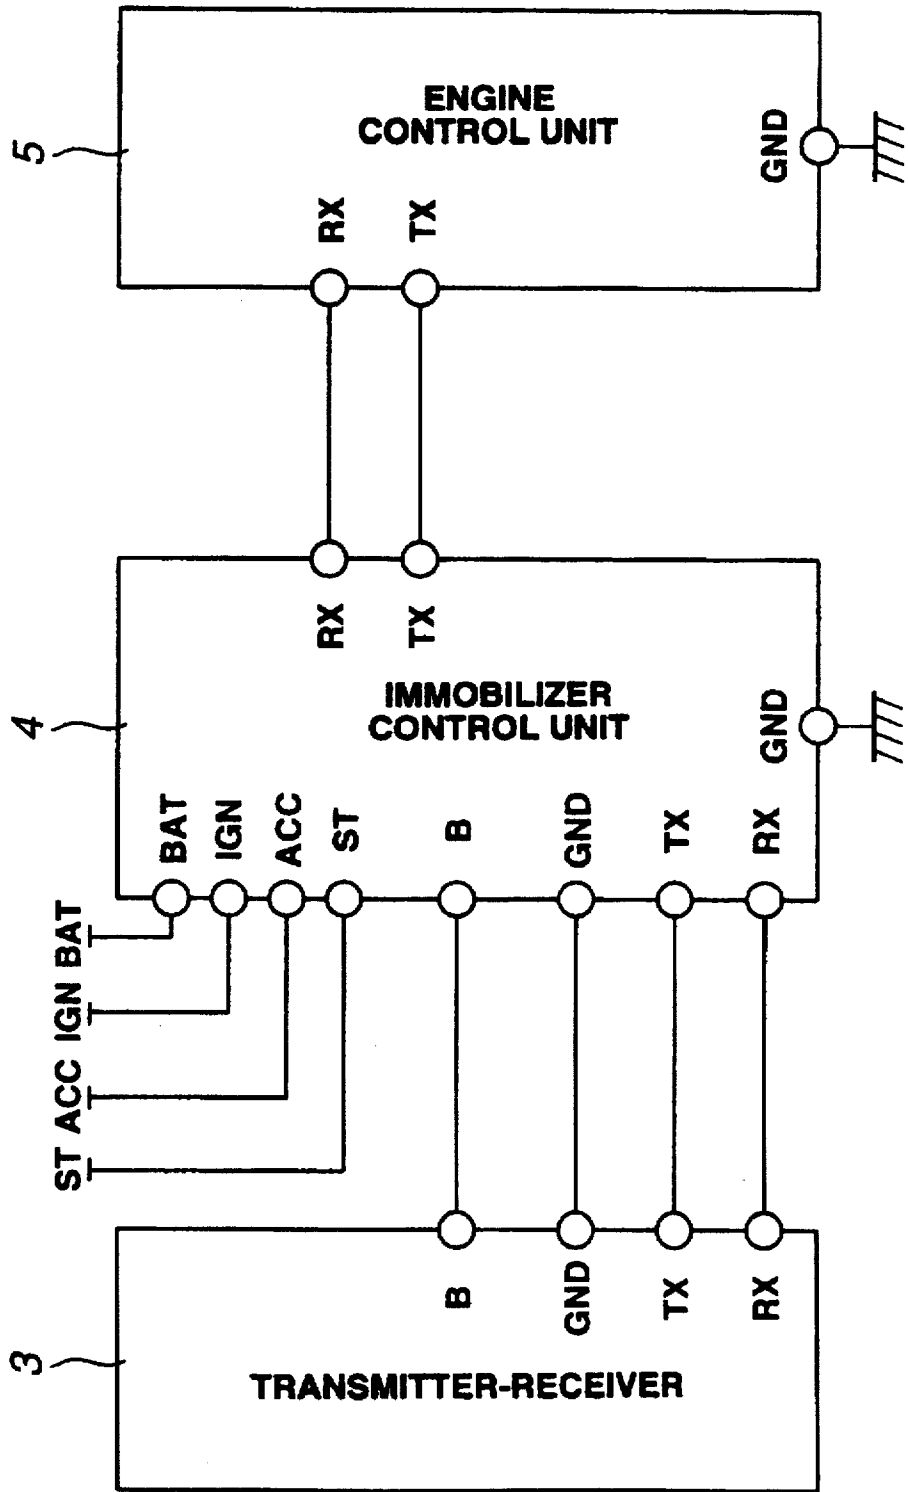 5
ENGINE
CONTROL UNIT
RX
TX
GND
4
RX
TX
IMMOBILIZER
CONTROL UNIT
GND
BAT
IGN
ACC
ST
B
GND
TX
RX
BAT
IGN
ACC
ST
3
B
GND
TX
RX
TRANSMITTER-RECEIVER